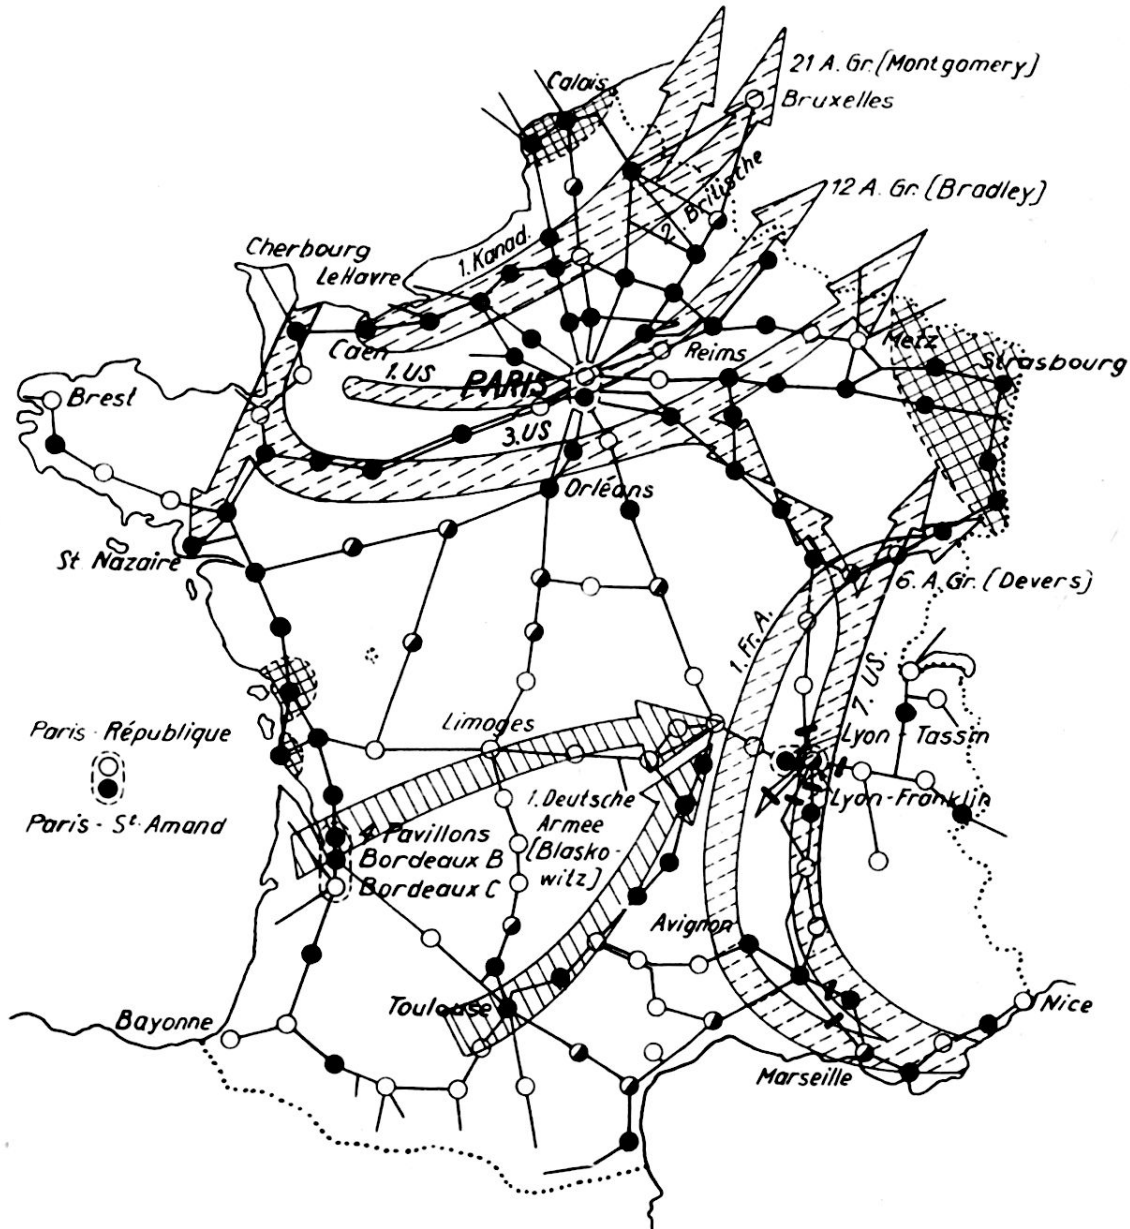 Calais
21 A. Gr. [Montgomery]
Bruxelles
2. Britische
12 A. Gr. [Bradley]
1. Kanad.
Cherbourg
Le Havre
Caen
Reims
Metz
Strasbourg
1. US
PARIS
3. US
Brest
Orléans
St Nazaire
6. A. Gr. [Devers]
1. Fr. A.
7. US.
Limoges
Paris - République
Paris - St. Amand
Lyon - Tassin
Lyon - Franklin
1. Deutsche
Armee
[Blasko-
witz]
4 Pavillons
Bordeaux B
Bordeaux C
Avignon
Toulouse
Bayonne
Nice
Marseille